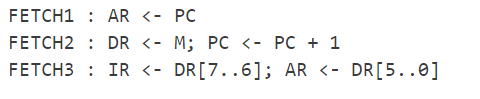 FETCH1 : AR <- PC
FETCH2 : DR <- M; PC <- PC + 1
FETCH3 : IR <- DR[7..6]; AR <- DR[5..0]